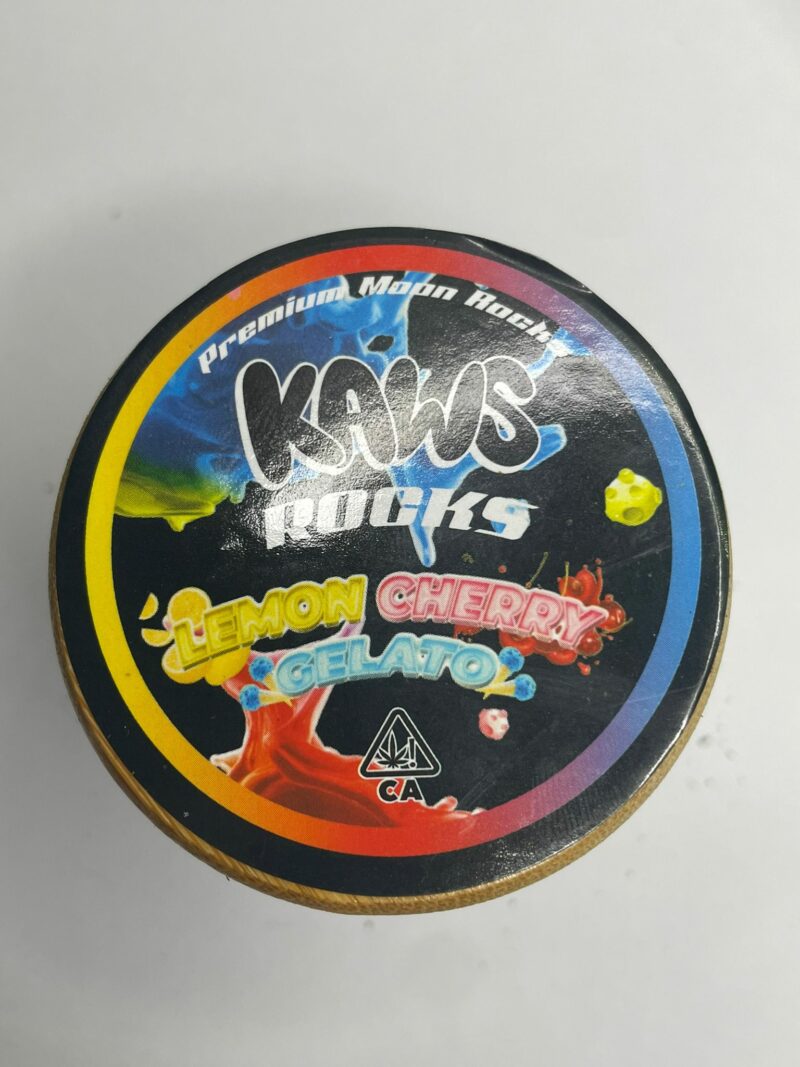 Premium Moon Rocks
KAWS
ROCKS
LEMON CHERRY
GELATO
!
CA